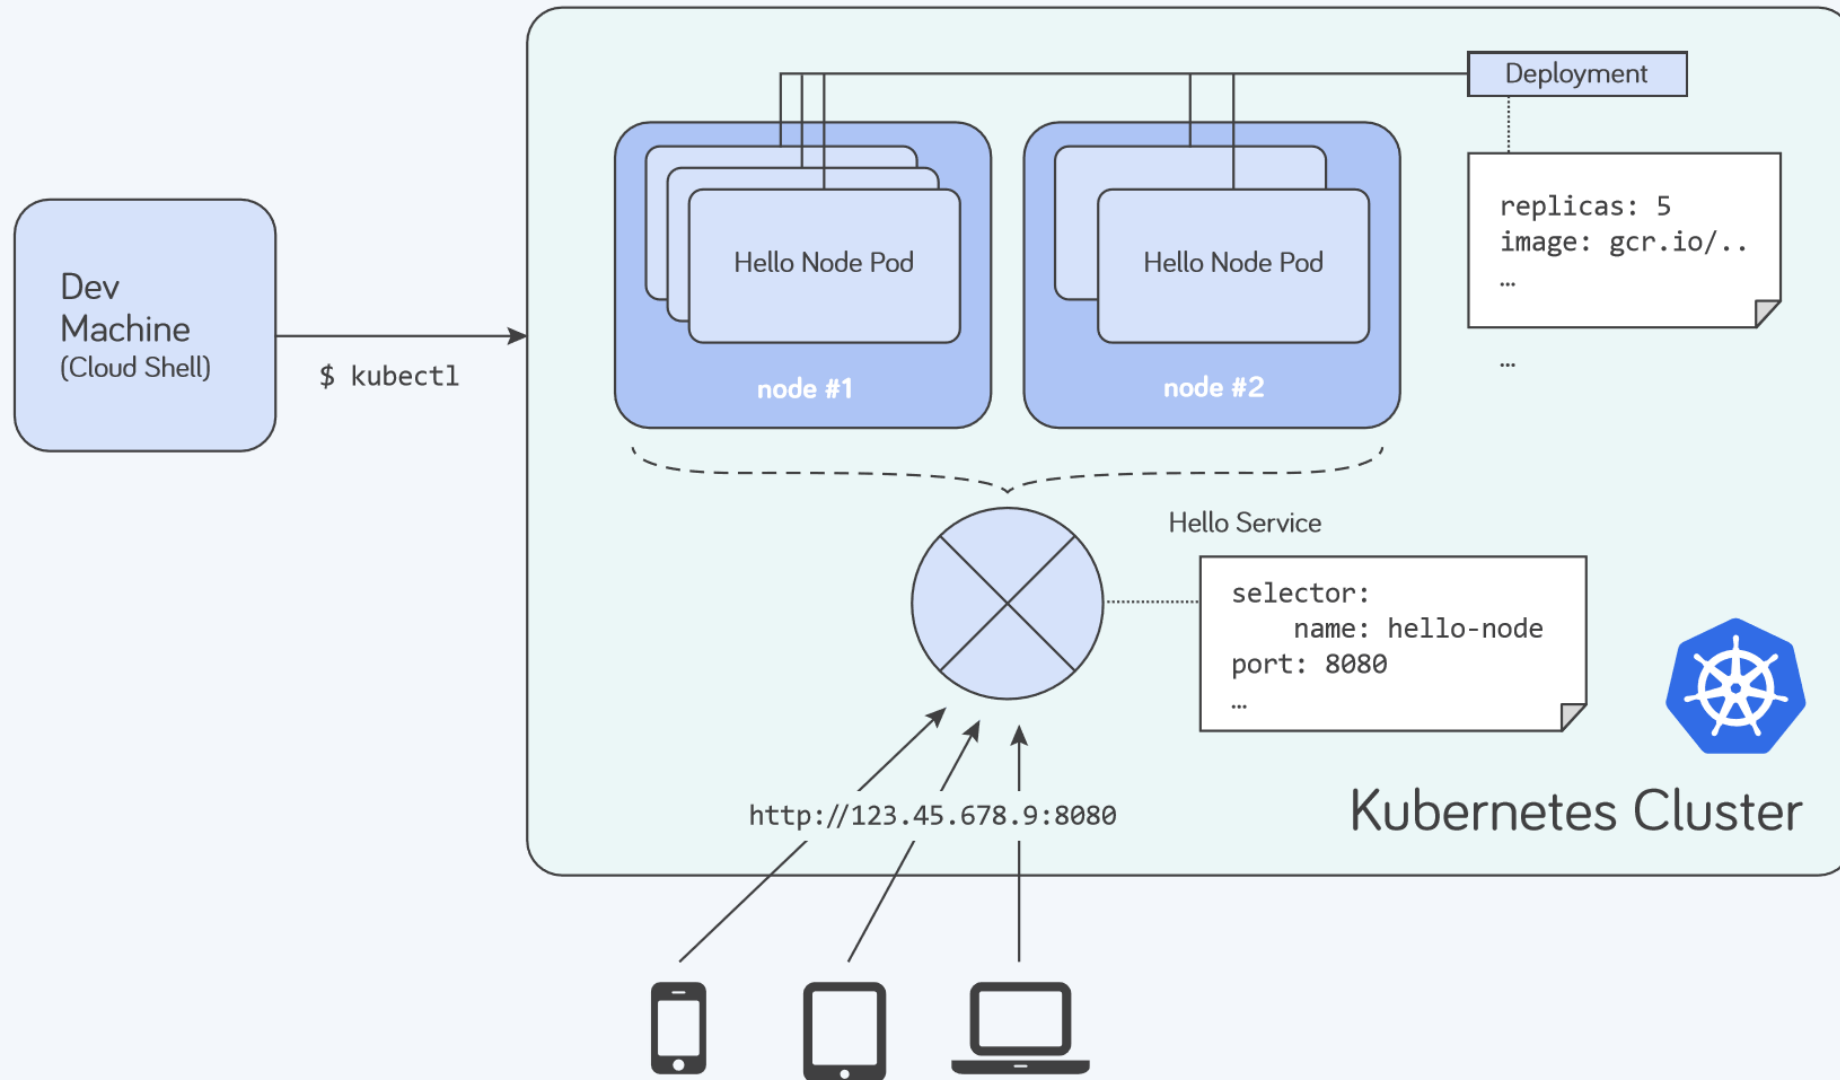 Deployment
replicas: 5
image: gcr.io/..
…
…
Hello Node Pod
Hello Node Pod
node #1
node #2
Dev
Machine
(Cloud Shell)
$ kubectl
Hello Service
selector:
    name: hello-node
port: 8080
…
http://123.45.678.9:8080
Kubernetes Cluster